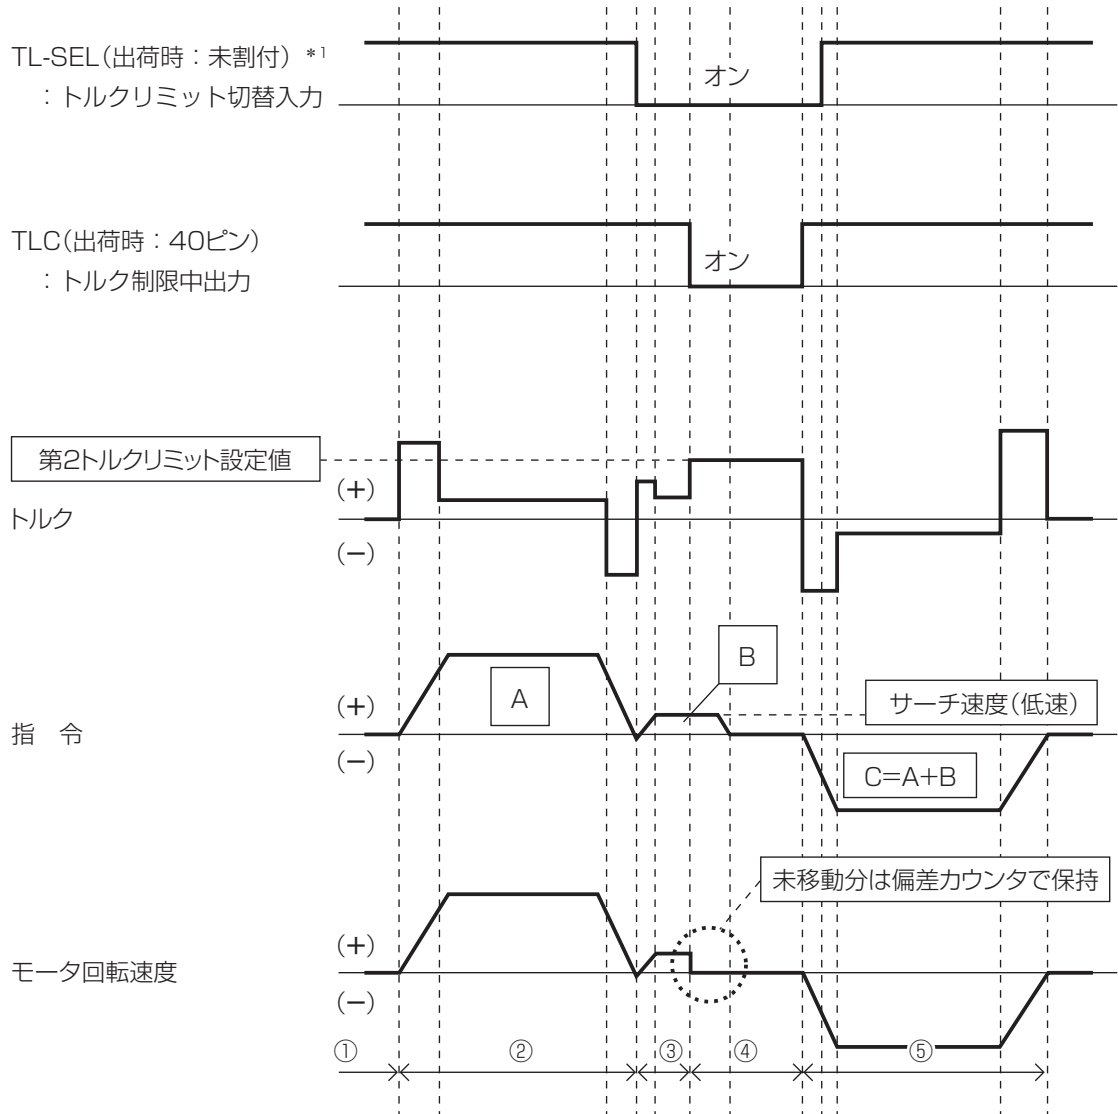 TL-SEL(出荷時：未割付) *1
：トルクリミット切替入力
オン
TLC(出荷時：40ピン)
：トルク制限中出力
オン
第2トルクリミット設定値
(+)
トルク
(−)
B
A
サーチ速度(低速)
(+)
指 令
(−)
C=A+B
未移動分は偏差カウンタで保持
(+)
モータ回転速度
(−)
① ② ③ ④ ⑤